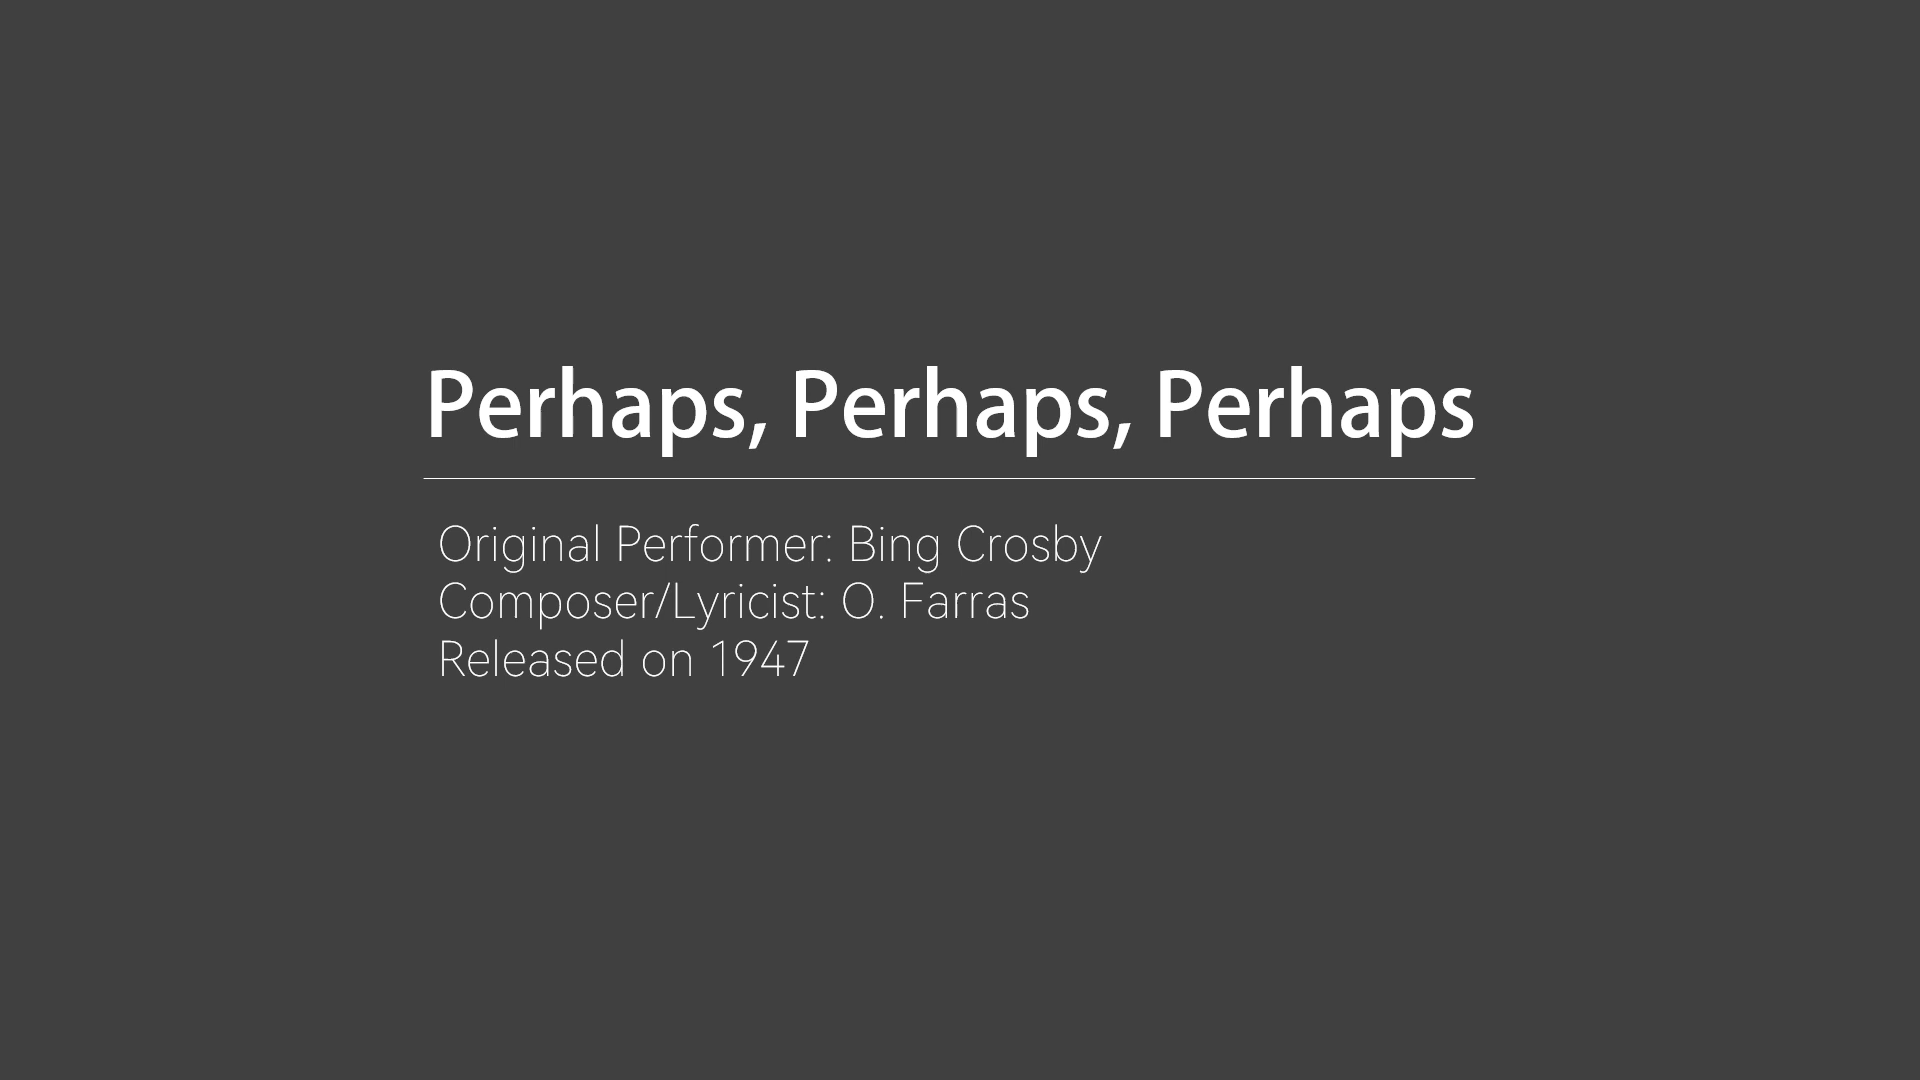 Perhaps, Perhaps, Perhaps
Original Performer: Bing Crosby
Composer/Lyricist: O. Farras
Released on 1947